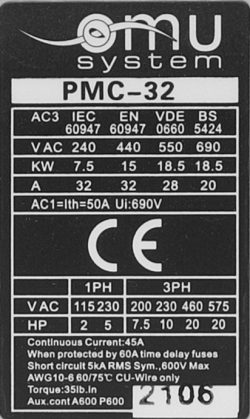 emu
system
PMC-32
AC3 IEC 60947 EN 60947 VDE 0660 BS 5424
V AC 240 440 550 690
KW 7.5 15 18.5 18.5
A 32 32 28 20
AC1=Ith=50A Ui:690V
CE
1PH 3PH
V AC 115 230 200 230 460 575
HP 2 5 7.5 10 20 20
Continuous Current:45A
When protected by 60A time delay fuses
Short circuit 5kA RMS Sym.,600V Max
AWG10-6 60/75°C CU-Wire only
Torque:35lb.in
Aux.cont A600 P600
2106